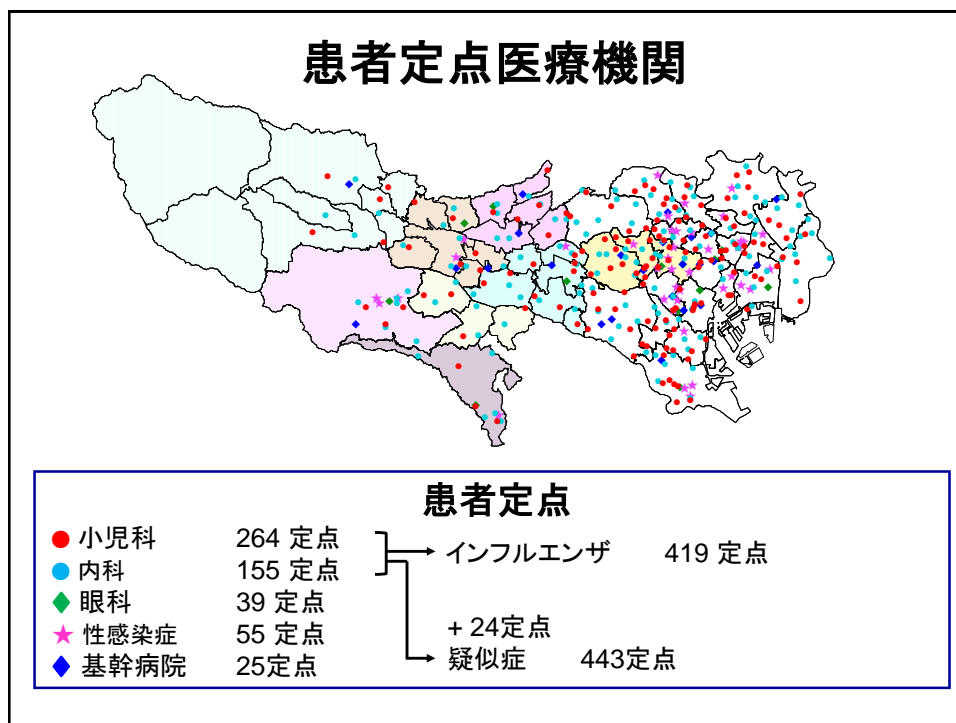 患者定点医療機関
患者定点
小児科 264 定点
内科 155 定点
眼科 39 定点
性感染症 55 定点
基幹病院 25定点
インフルエンザ 419 定点
+ 24定点
疑似症 443定点